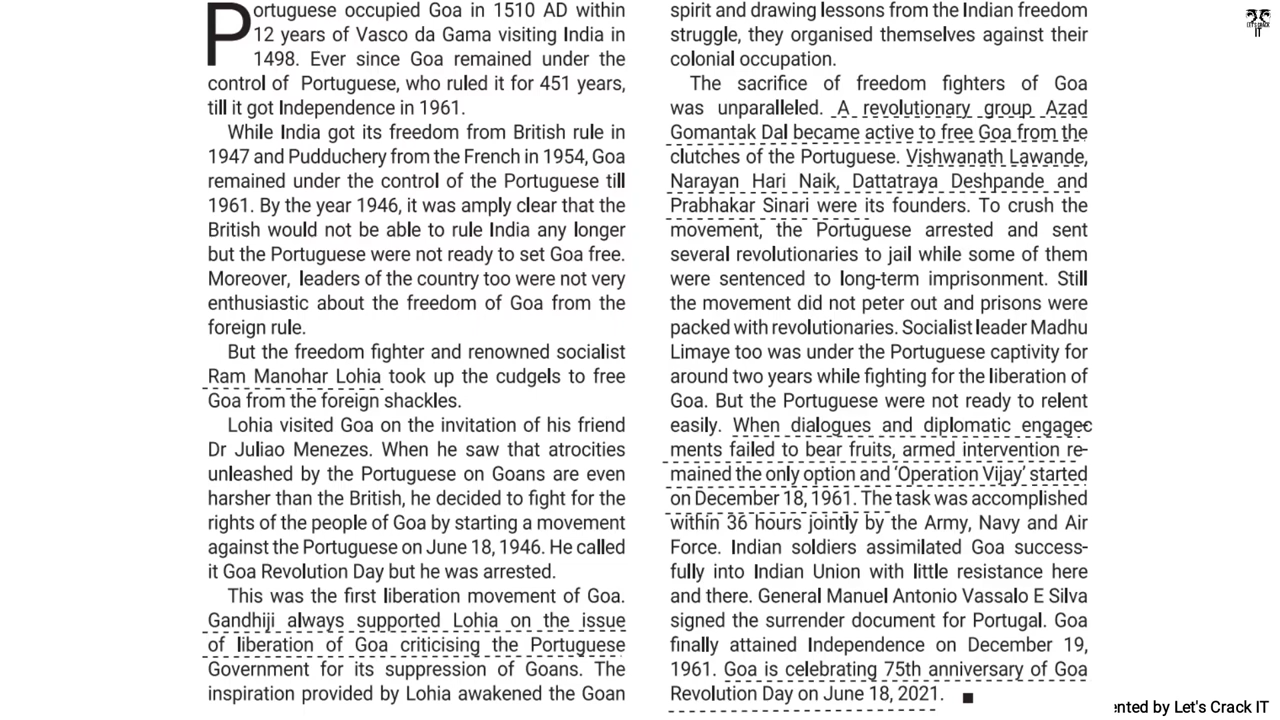 Portuguese occupied Goa in 1510 AD within
12 years of Vasco da Gama visiting India in
1498. Ever since Goa remained under the
control of Portuguese, who ruled it for 451 years,
till it got Independence in 1961.
While India got its freedom from British rule in
1947 and Pudduchery from the French in 1954, Goa
remained under the control of the Portuguese till
1961. By the year 1946, it was amply clear that the
British would not be able to rule India any longer
but the Portuguese were not ready to set Goa free.
Moreover, leaders of the country too were not very
enthusiastic about the freedom of Goa from the
foreign rule.
But the freedom fighter and renowned socialist
Ram Manohar Lohia took up the cudgels to free
Goa from the foreign shackles.
Lohia visited Goa on the invitation of his friend
Dr Juliao Menezes. When he saw that atrocities
unleashed by the Portuguese on Goans are even
harsher than the British, he decided to fight for the
rights of the people of Goa by starting a movement
against the Portuguese on June 18, 1946. He called
it Goa Revolution Day but he was arrested.
This was the first liberation movement of Goa.
Gandhiji always supported Lohia on the issue
of liberation of Goa criticising the Portuguese
Government for its suppression of Goans. The
inspiration provided by Lohia awakened the Goan
spirit and drawing lessons from the Indian freedom
struggle, they organised themselves against their
colonial occupation.
The sacrifice of freedom fighters of Goa
was unparalleled. A revolutionary group Azad
Gomantak Dal became active to free Goa from the
clutches of the Portuguese. Vishwanath Lawande,
Narayan Hari Naik, Dattatraya Deshpande and
Prabhakar Sinari were its founders. To crush the
movement, the Portuguese arrested and sent
several revolutionaries to jail while some of them
were sentenced to long-term imprisonment. Still
the movement did not peter out and prisons were
packed with revolutionaries. Socialist leader Madhu
Limaye too was under the Portuguese captivity for
around two years while fighting for the liberation of
Goa. But the Portuguese were not ready to relent
easily. When dialogues and diplomatic engage-
ments failed to bear fruits, armed intervention re-
mained the only option and ‘Operation Vijay’ started
on December 18, 1961. The task was accomplished
within 36 hours jointly by the Army, Navy and Air
Force. Indian soldiers assimilated Goa success-
fully into Indian Union with little resistance here
and there. General Manuel Antonio Vassalo E Silva
signed the surrender document for Portugal. Goa
finally attained Independence on December 19,
1961. Goa is celebrating 75th anniversary of Goa
Revolution Day on June 18, 2021.
LET'S CRACK
IT
ented by Let's Crack IT